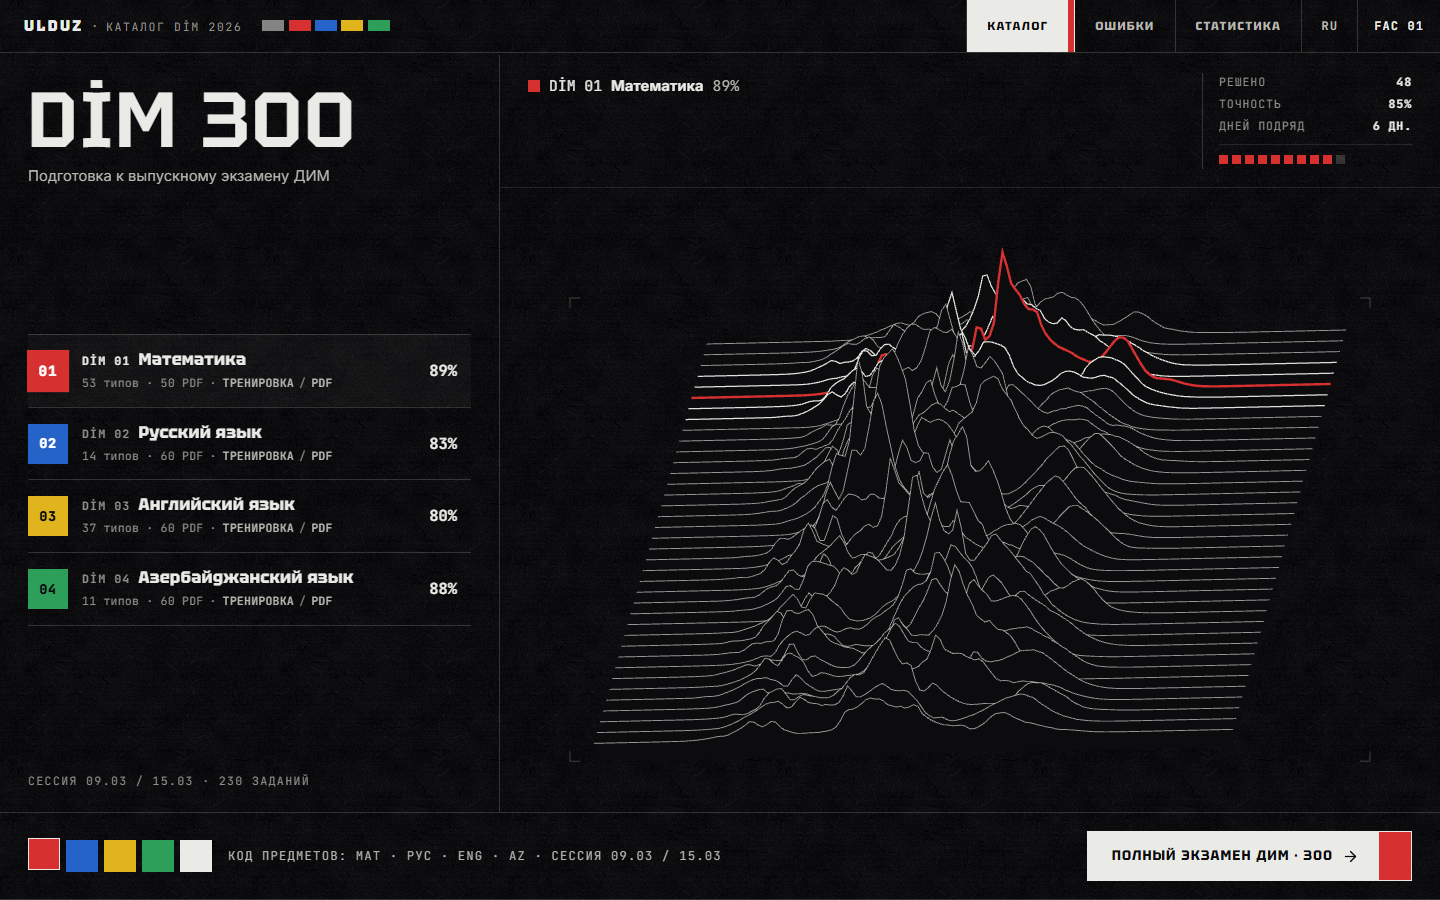 ULDUZ · КАТАЛОГ DİM 2026
КАТАЛОГ
ОШИБКИ
СТАТИСТИКА
RU
FAC 01
DİM 300
Подготовка к выпускному экзамену ДИМ
DİM 01 Математика 89%
РЕШЕНО 48
ТОЧНОСТЬ 85%
ДНЕЙ ПОДРЯД 6 ДН.
01 DİM 01 Математика 89%
53 типов · 50 PDF · ТРЕНИРОВКА / PDF
02 DİM 02 Русский язык 83%
14 типов · 60 PDF · ТРЕНИРОВКА / PDF
03 DİM 03 Английский язык 80%
37 типов · 60 PDF · ТРЕНИРОВКА / PDF
04 DİM 04 Азербайджанский язык 88%
11 типов · 60 PDF · ТРЕНИРОВКА / PDF
СЕССИЯ 09.03 / 15.03 · 230 ЗАДАНИЙ
КОД ПРЕДМЕТОВ: МАТ · РУС · ENG · AZ · СЕССИЯ 09.03 / 15.03
ПОЛНЫЙ ЭКЗАМЕН ДИМ · 300 →